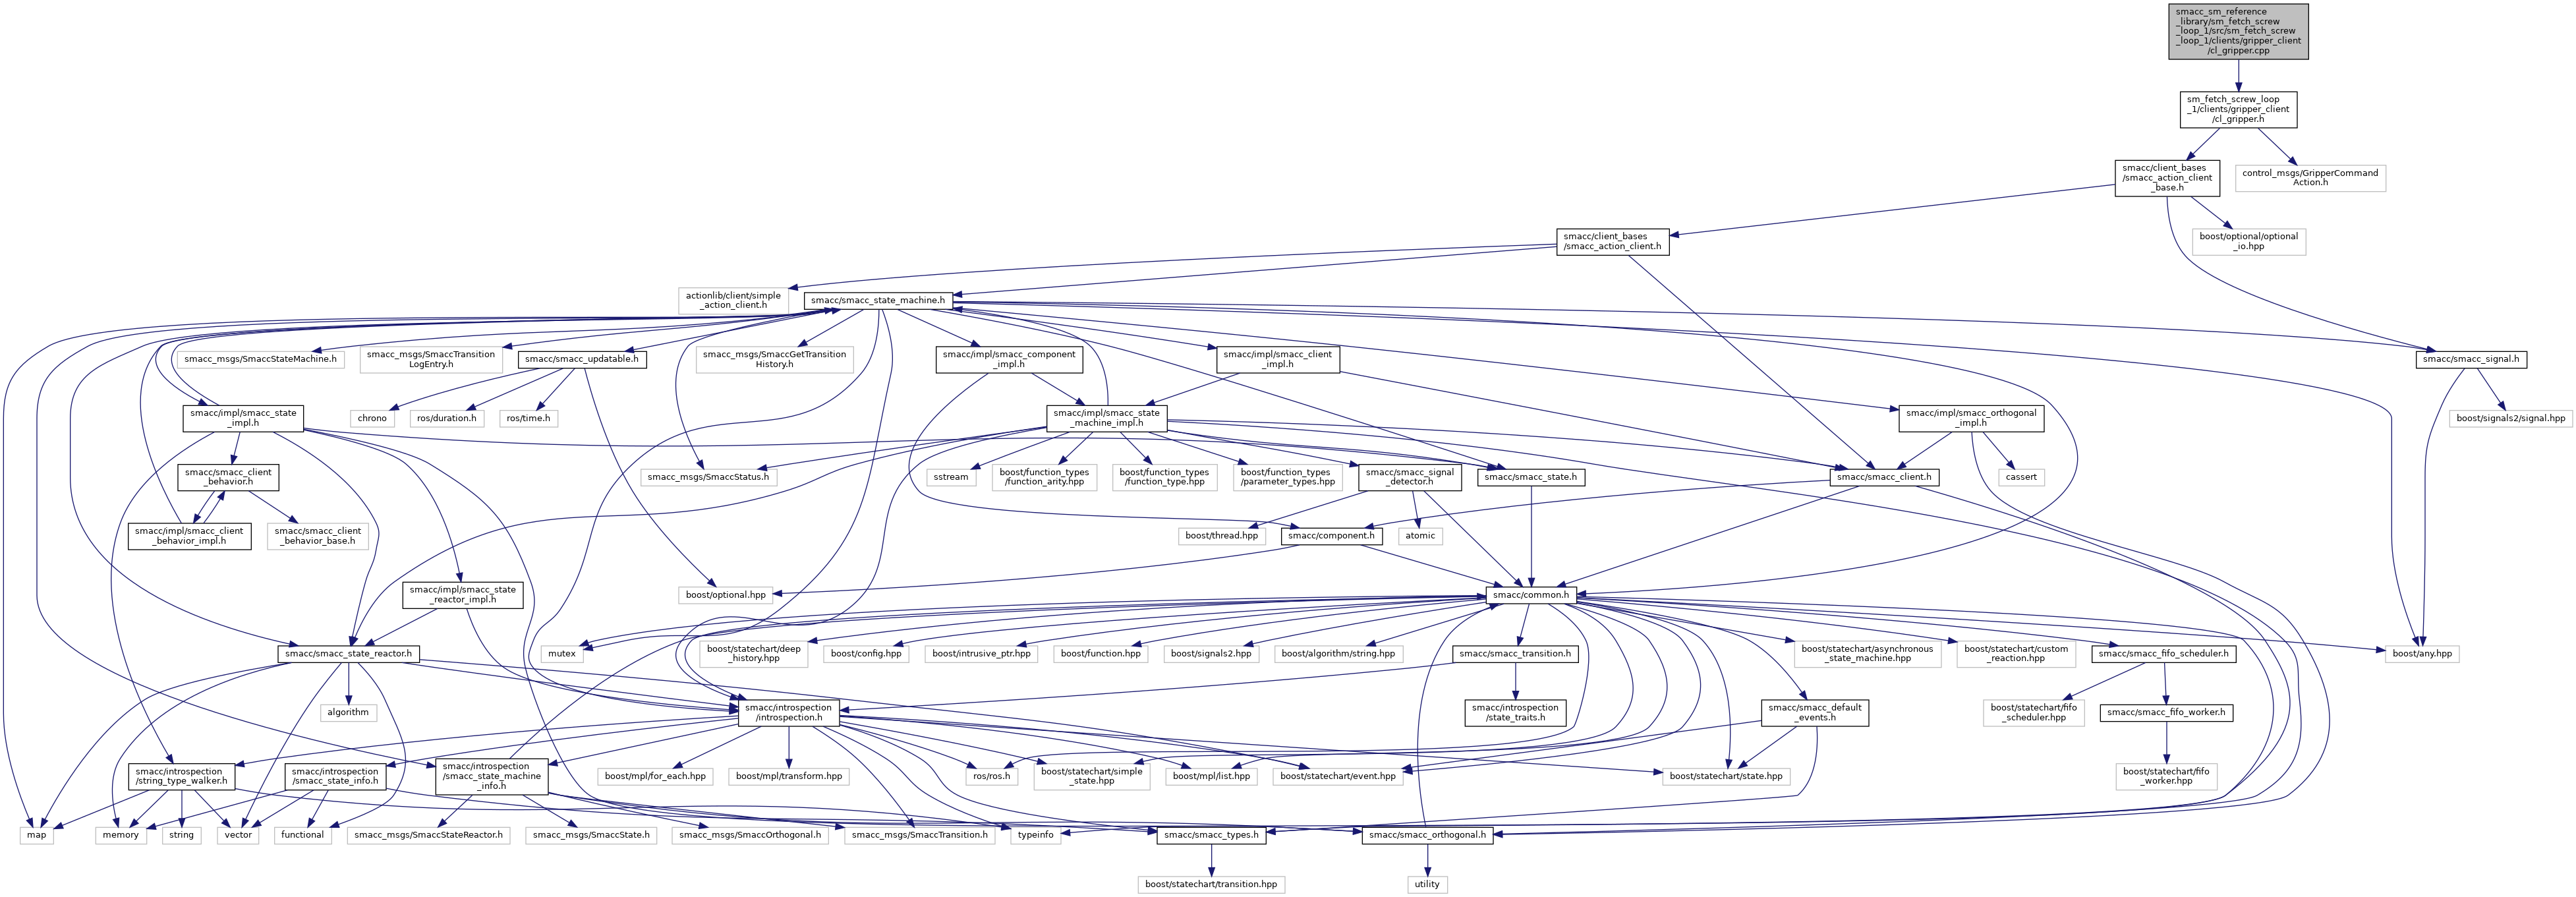 smacc_sm_reference
_library/sm_fetch_screw
_loop_1/src/sm_fetch_screw
_loop_1/clients/gripper_client
/cl_gripper.cpp
sm_fetch_screw_loop
_1/clients/gripper_client
/cl_gripper.h
smacc/client_bases
/smacc_action_client
_base.h
control_msgs/GripperCommand
Action.h
smacc/client_bases
/smacc_action_client.h
boost/optional/optional
_io.hpp
actionlib/client/simple
_action_client.h
smacc/smacc_state_machine.h
smacc_msgs/SmaccStateMachine.h
smacc_msgs/SmaccTransition
LogEntry.h
smacc/smacc_updatable.h
smacc_msgs/SmaccGetTransition
History.h
smacc/impl/smacc_component
_impl.h
smacc/impl/smacc_client
_impl.h
smacc/smacc_signal.h
smacc/impl/smacc_state
_impl.h
chrono
ros/duration.h
ros/time.h
smacc/impl/smacc_state
_machine_impl.h
smacc/impl/smacc_orthogonal
_impl.h
boost/signals2/signal.hpp
smacc/smacc_client
_behavior.h
smacc_msgs/SmaccStatus.h
sstream
boost/function_types
/function_arity.hpp
boost/function_types
/function_type.hpp
boost/function_types
/parameter_types.hpp
smacc/smacc_signal
_detector.h
smacc/smacc_state.h
smacc/smacc_client.h
cassert
smacc/impl/smacc_client
_behavior_impl.h
smacc/smacc_client
_behavior_base.h
boost/thread.hpp
smacc/component.h
atomic
smacc/impl/smacc_state
_reactor_impl.h
boost/optional.hpp
smacc/common.h
smacc/smacc_state_reactor.h
mutex
boost/statechart/deep
_history.hpp
boost/config.hpp
boost/intrusive_ptr.hpp
boost/function.hpp
boost/signals2.hpp
boost/algorithm/string.hpp
smacc/smacc_transition.h
boost/statechart/asynchronous
_state_machine.hpp
boost/statechart/custom
_reaction.hpp
smacc/smacc_fifo_scheduler.h
boost/any.hpp
algorithm
smacc/introspection
/introspection.h
smacc/introspection
/state_traits.h
smacc/smacc_default
_events.h
boost/statechart/fifo
_scheduler.hpp
smacc/smacc_fifo_worker.h
smacc/introspection
/string_type_walker.h
smacc/introspection
/smacc_state_info.h
smacc/introspection
/smacc_state_machine
_info.h
boost/mpl/for_each.hpp
boost/mpl/transform.hpp
ros/ros.h
boost/statechart/simple
_state.hpp
boost/mpl/list.hpp
boost/statechart/event.hpp
boost/statechart/state.hpp
boost/statechart/fifo
_worker.hpp
map
memory
string
vector
functional
smacc_msgs/SmaccStateReactor.h
smacc_msgs/SmaccState.h
smacc_msgs/SmaccOrthogonal.h
smacc_msgs/SmaccTransition.h
typeinfo
smacc/smacc_types.h
smacc/smacc_orthogonal.h
boost/statechart/transition.hpp
utility